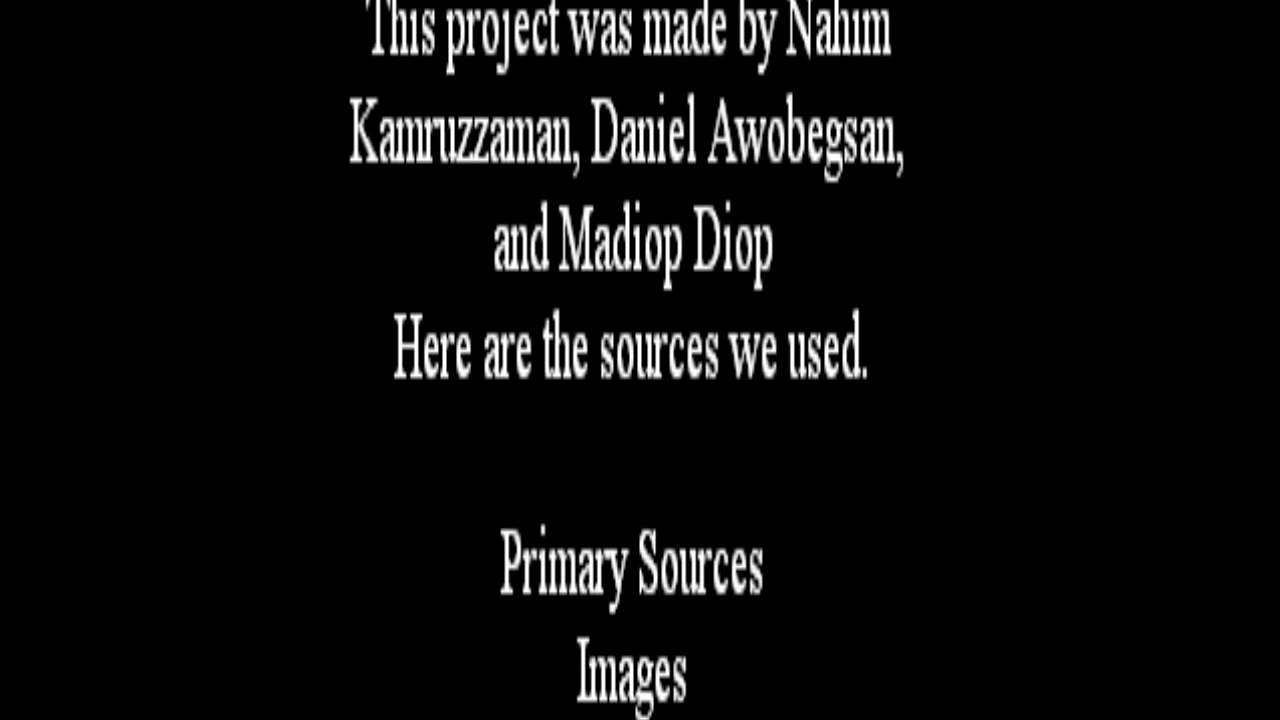 This project was made by Nahim
Kamruzzaman, Daniel Awobegsan,
and Madiop Diop
Here are the sources we used.
Primary Sources
Images